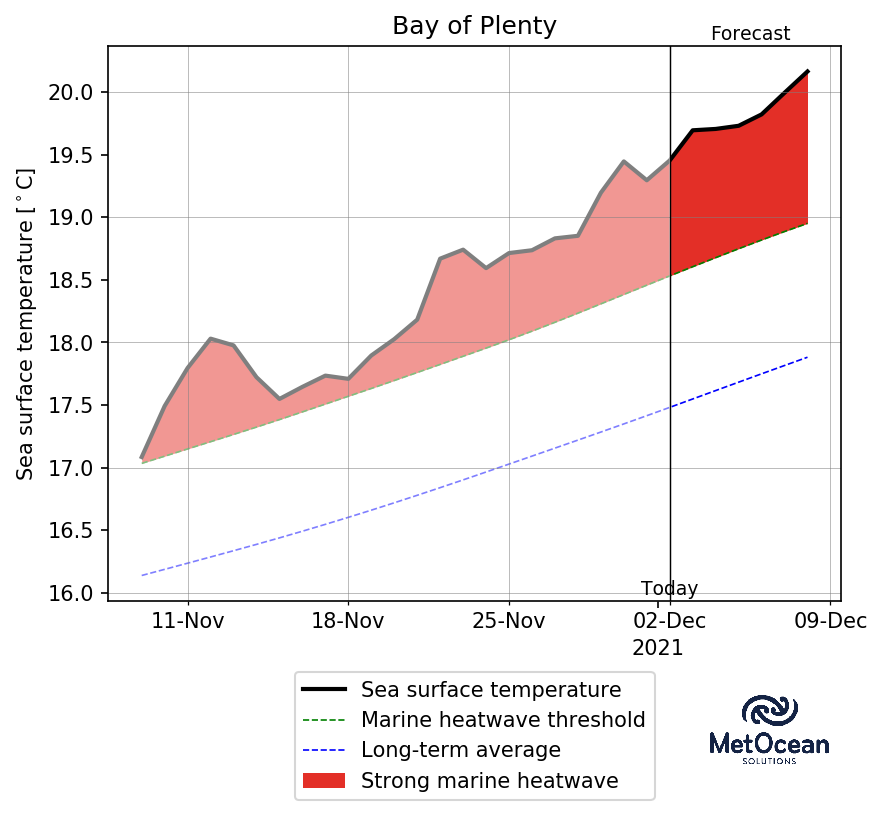 Bay of Plenty
Forecast
Sea surface temperature [°C]
20.0
19.5
19.0
18.5
18.0
17.5
17.0
16.5
16.0
Today
11-Nov 18-Nov 25-Nov 02-Dec 09-Dec
2021
Sea surface temperature
Marine heatwave threshold
Long-term average
Strong marine heatwave
MetOcean
SOLUTIONS